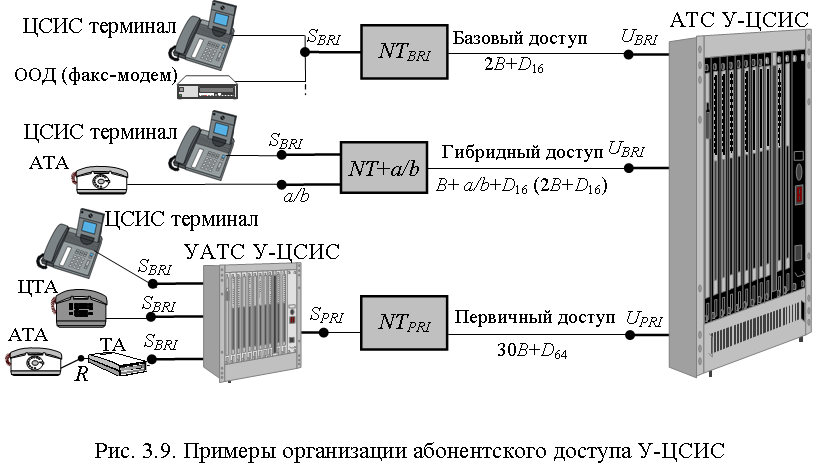 ЦСИС терминал
S_BRI
ООД (факс-модем)
NT_BRI
Базовый доступ
2B+D_16
U_BRI
АТС У-ЦСИС
ЦСИС терминал
АТА
S_BRI
a/b
NT+a/b
Гибридный доступ
B+ a/b+D_16 (2B+D_16)
U_BRI
ЦСИС терминал
S_BRI
УАТС У-ЦСИС
ЦТА
S_BRI
АТА
R
ТА
S_BRI
S_PRI
NT_PRI
Первичный доступ
30B+D_64
U_PRI
Рис. 3.9. Примеры организации абонентского доступа У-ЦСИС